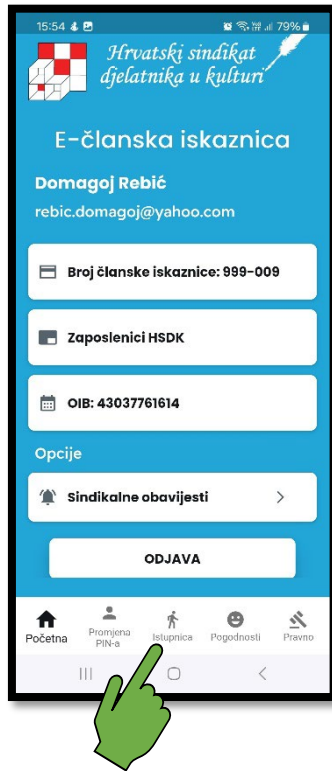 15:54
79%
Hrvatski sindikat
djelatnika u kulturi
E-članska iskaznica
Domagoj Rebić
rebic.domagoj@yahoo.com
Broj članske iskaznice: 999-009
Zaposlenici HSDK
OIB: 43037761614
Opcije
Sindikalne obavijesti
ODJAVA
Početna
Promjena
PIN-a
Istupnica
Pogodnosti
Pravno